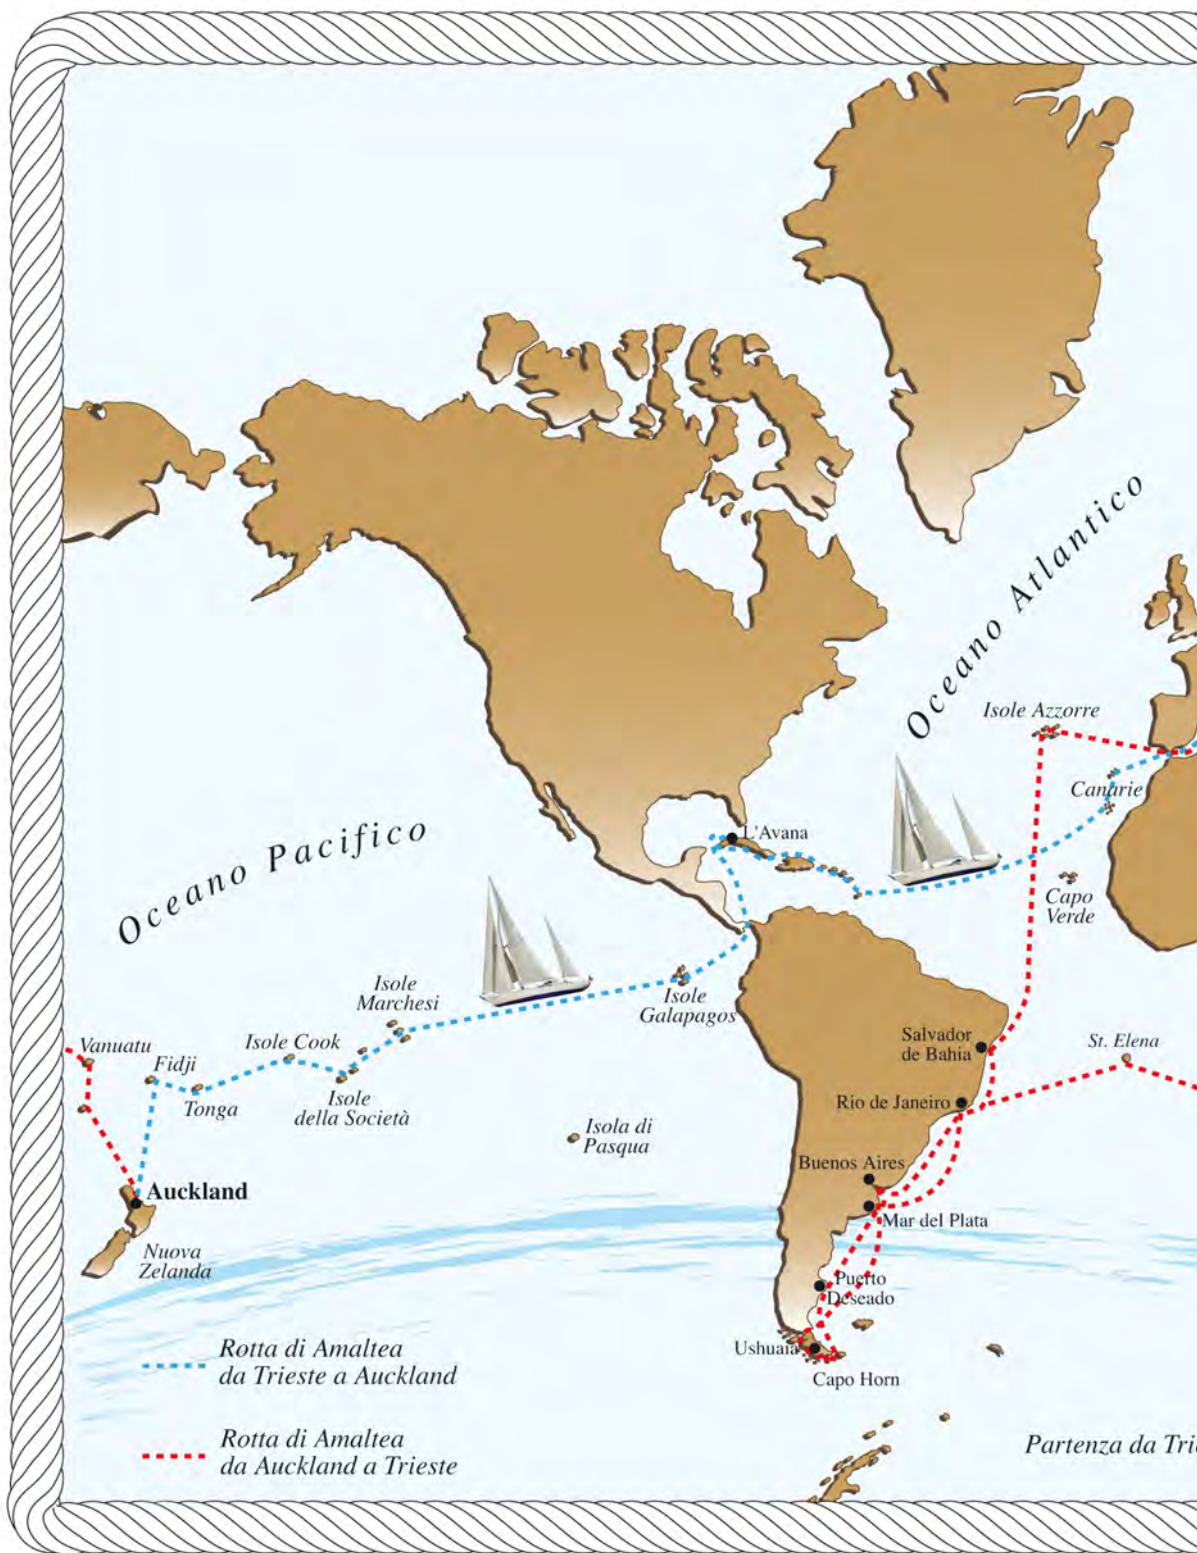 Oceano Atlantico
Isole Azzorre
Canarie
L'Avana
Oceano Pacifico
Capo
Verde
Isole
Marchesi
Isole
Galapagos
Vanuatu
Isole Cook
Fidji
Tonga
Isole
della Società
Salvador
de Bahia
St. Elena
Rio de Janeiro
Isola di
Pasqua
Buenos Aires
Auckland
Mar del Plata
Nuova
Zelanda
Puerto
Deseado
Ushuaia
Capo Horn
Rotta di Amaltea
da Trieste a Auckland
Rotta di Amaltea
da Auckland a Trieste
Partenza da Trie